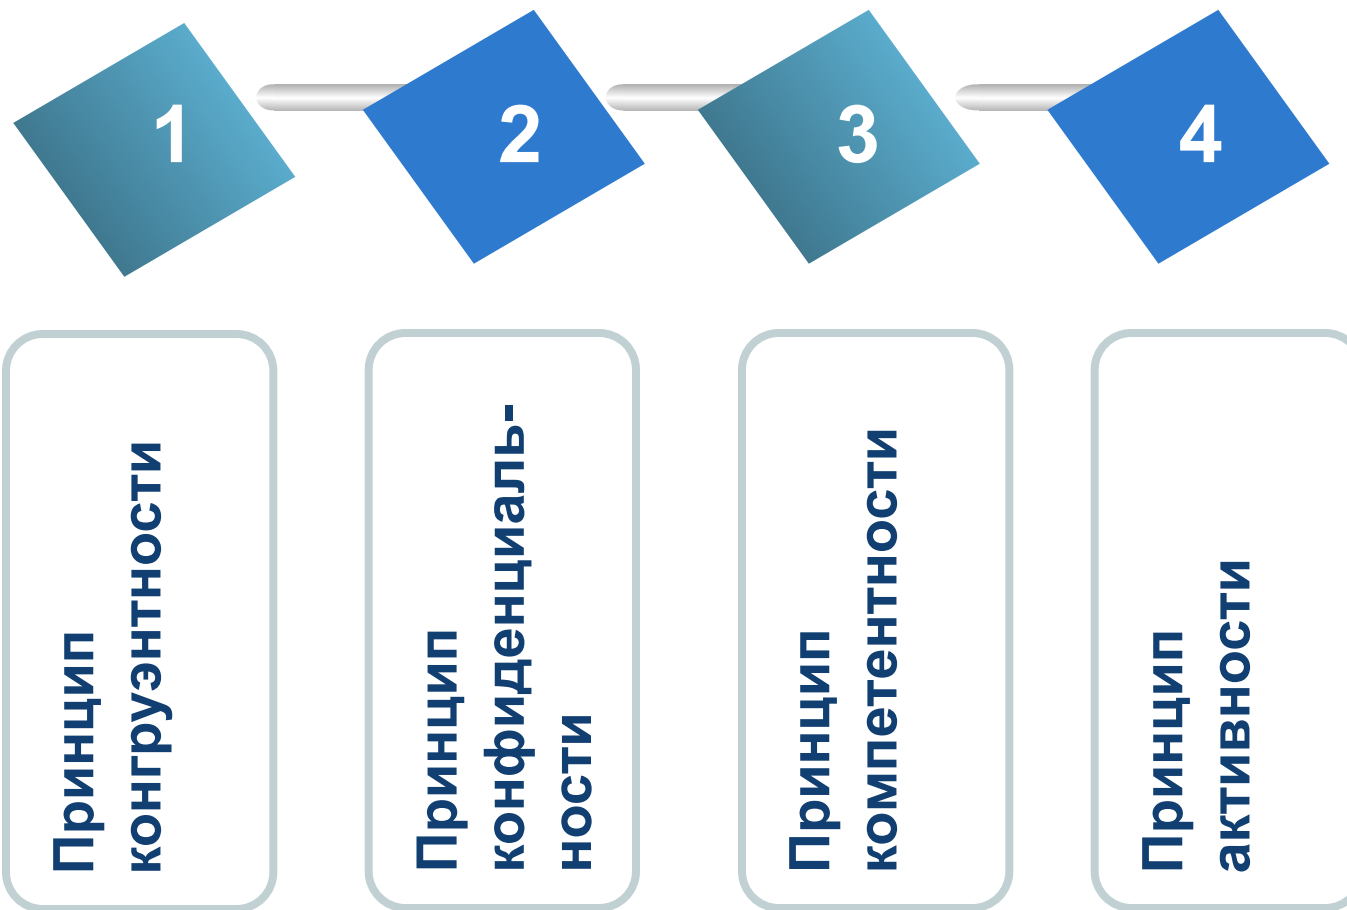 1
2
3
4
Принцип
конгруэнтности
Принцип
конфиденциаль-
ности
Принцип
компетентности
Принцип
активности